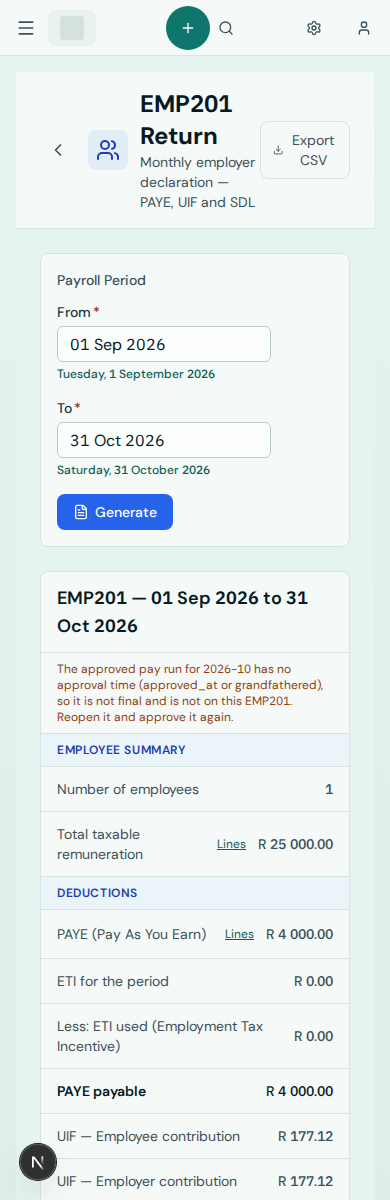 EMP201
Return
Monthly employer
declaration —
PAYE, UIF and SDL
Export
CSV
Payroll Period
From *
01 Sep 2026
Tuesday, 1 September 2026
To *
31 Oct 2026
Saturday, 31 October 2026
Generate
EMP201 — 01 Sep 2026 to 31
Oct 2026
The approved pay run for 2026-10 has no
approval time (approved_at or grandfathered),
so it is not final and is not on this EMP201.
Reopen it and approve it again.
EMPLOYEE SUMMARY
Number of employees 1
Total taxable
remuneration Lines R 25 000.00
DEDUCTIONS
PAYE (Pay As You Earn) Lines R 4 000.00
ETI for the period R 0.00
Less: ETI used (Employment Tax
Incentive) R 0.00
PAYE payable R 4 000.00
UIF — Employee contribution R 177.12
N
UIF — Employer contribution R 177.12